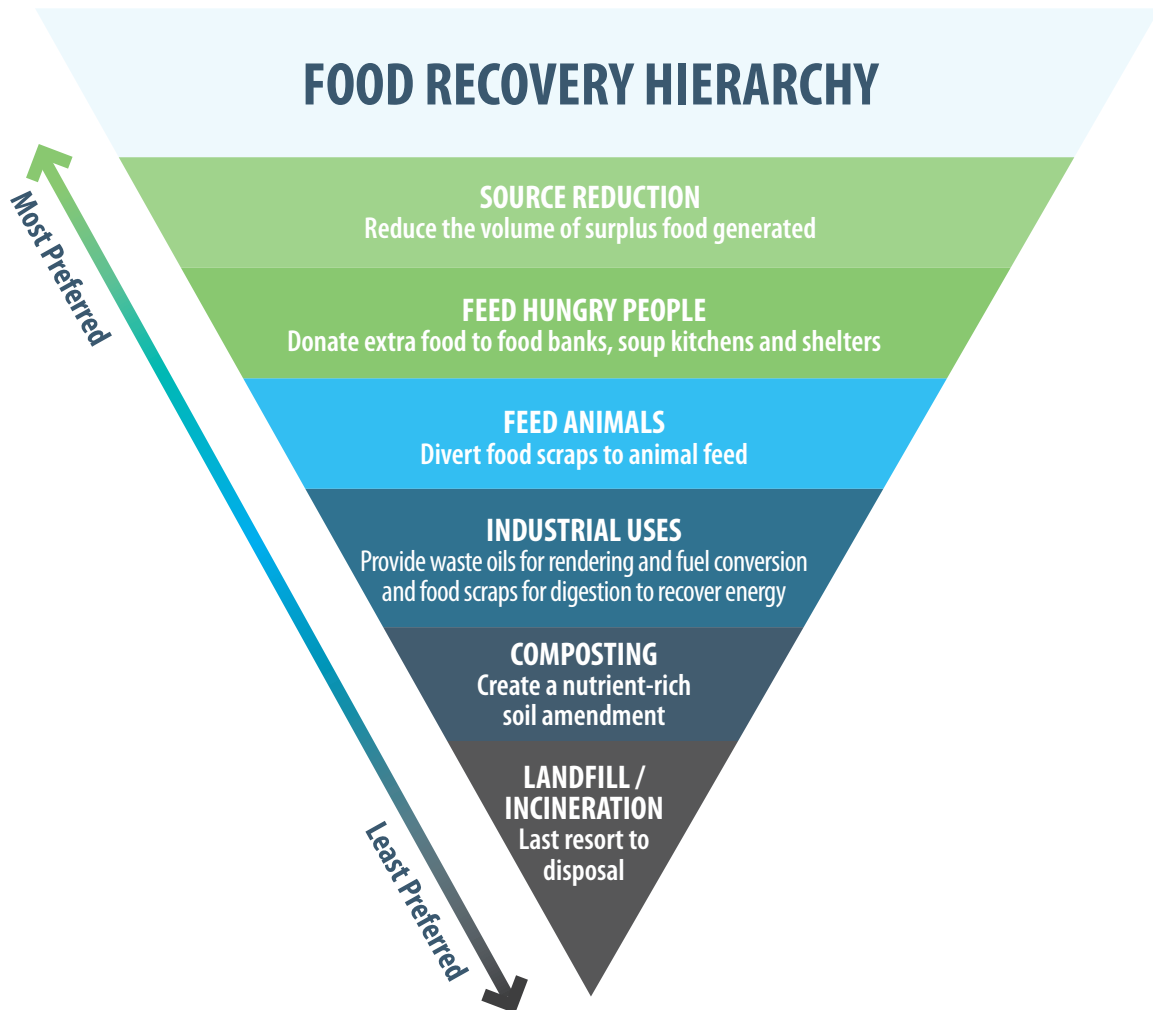 FOOD RECOVERY HIERARCHY
Most Preferred
SOURCE REDUCTION
Reduce the volume of surplus food generated
FEED HUNGRY PEOPLE
Donate extra food to food banks, soup kitchens and shelters
FEED ANIMALS
Divert food scraps to animal feed
INDUSTRIAL USES
Provide waste oils for rendering and fuel conversion
and food scraps for digestion to recover energy
COMPOSTING
Create a nutrient-rich
soil amendment
LANDFILL /
INCINERATION
Last resort to
disposal
Least Preferred